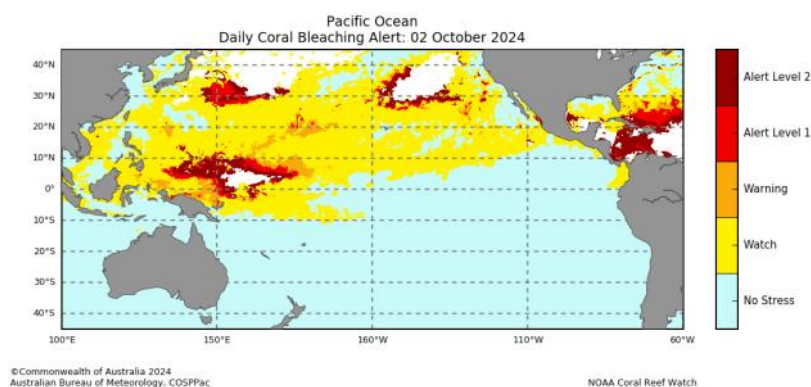 Pacific Ocean
Daily Coral Bleaching Alert: 02 October 2024
40°N
30°N
20°N
10°N
0°
10°S
20°S
30°S
40°S
100°E
150°E
160°W
110°W
60°W
Alert Level 2
Alert Level 1
Warning
Watch
No Stress
©Commonwealth of Australia 2024
Australian Bureau of Meteorology, COSPPac
NOAA Coral Reef Watch